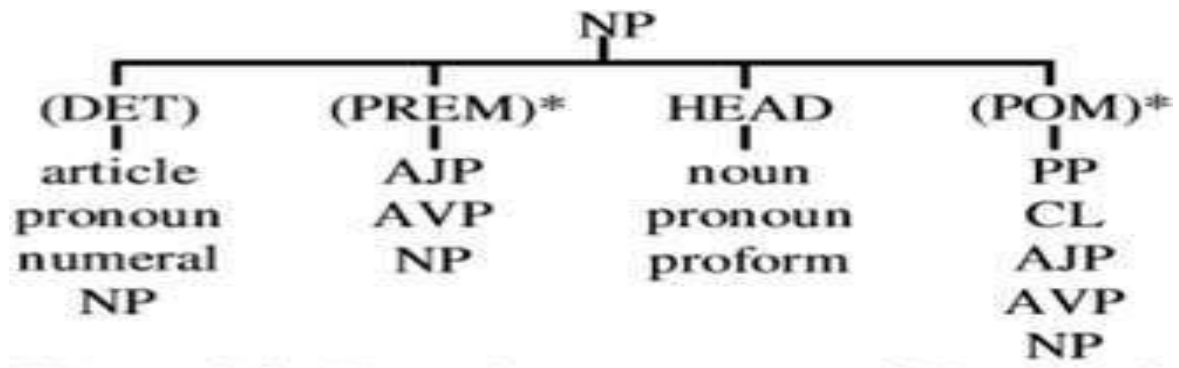 NP
(DET) (PREM)* HEAD (POM)*
article AJP noun PP
pronoun AVP pronoun CL
numeral NP proform AJP
NP AVP
NP